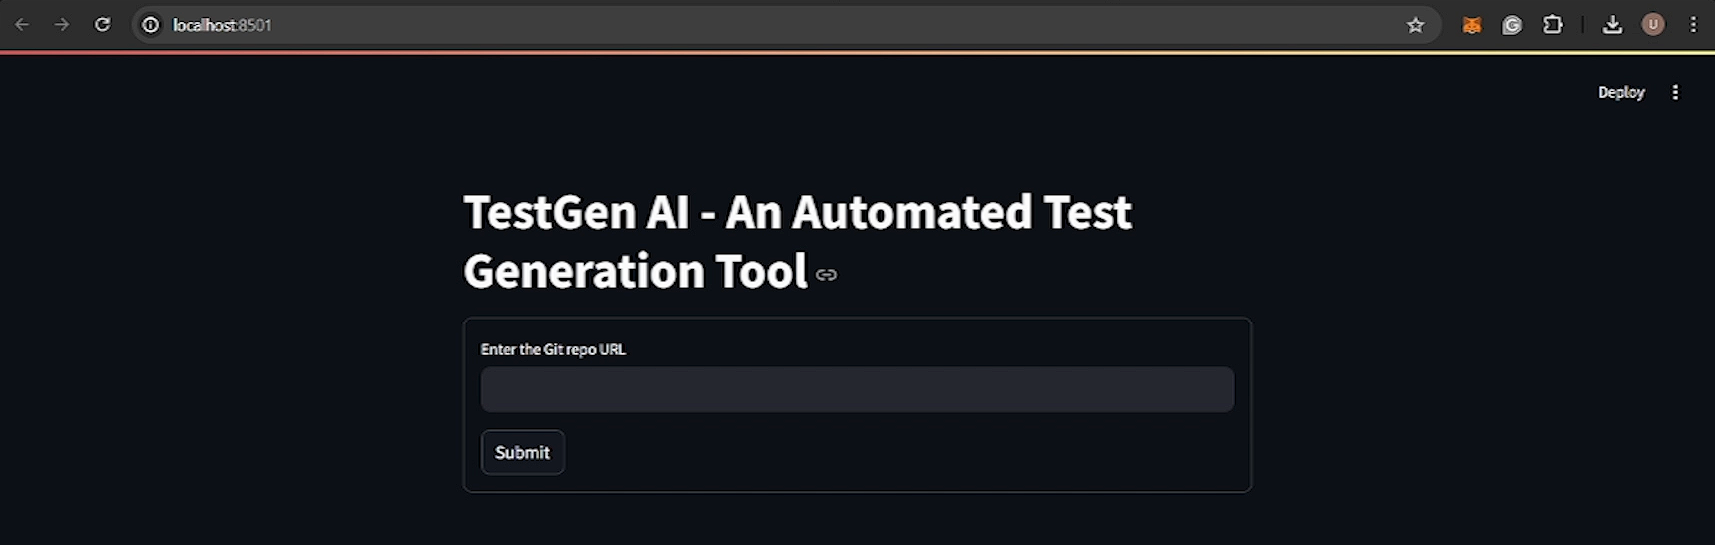 localhost:8501
U
Deploy
TestGen AI - An Automated Test
Generation Tool
Enter the Git repo URL
Submit